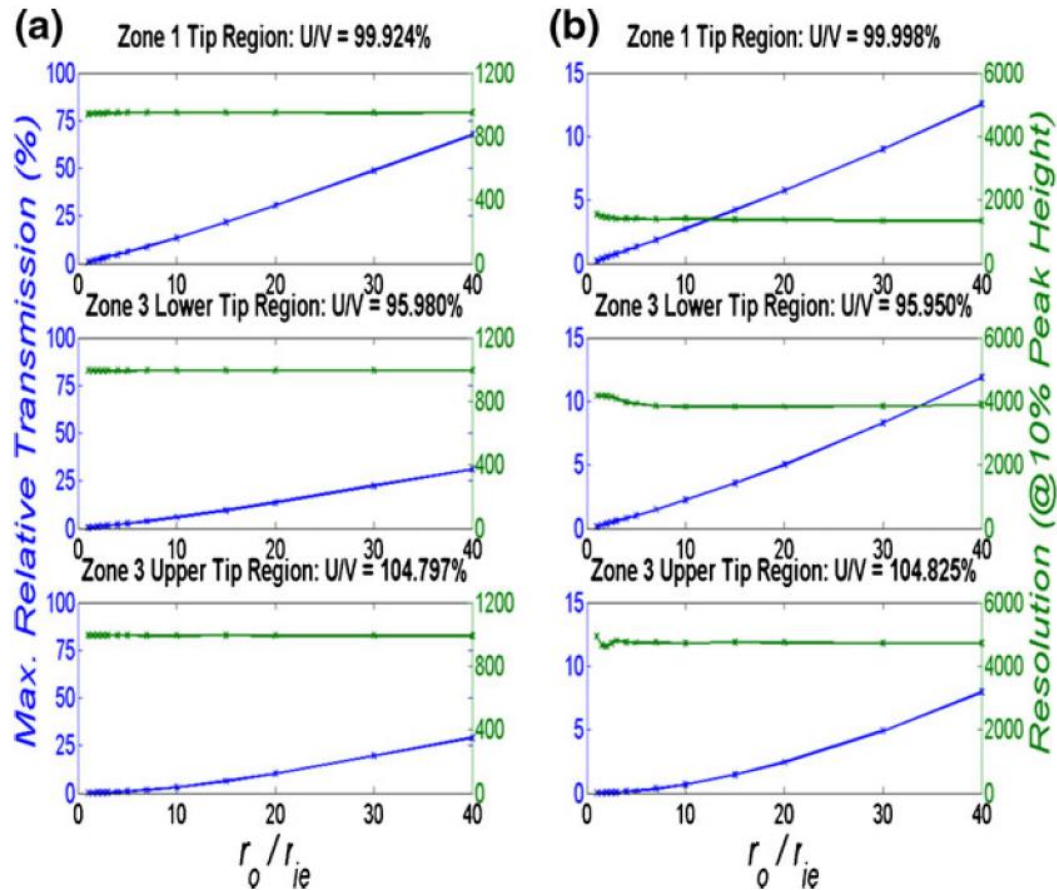 (a)
Zone 1 Tip Region: U/V = 99.924%
100
75
50
25
0
1200
800
400
0
0 10 20 30 40
Zone 3 Lower Tip Region: U/V = 95.980%
100
75
50
25
0
1200
800
400
0
0 10 20 30 40
Zone 3 Upper Tip Region: U/V = 104.797%
100
75
50
25
0
1200
800
400
0
0 10 20 30 40
Max. Relative Transmission (%)
r_o / r_ie
(b)
Zone 1 Tip Region: U/V = 99.998%
15
10
5
0
6000
4000
2000
0
0 10 20 30 40
Zone 3 Lower Tip Region: U/V = 95.950%
15
10
5
0
6000
4000
2000
0
0 10 20 30 40
Zone 3 Upper Tip Region: U/V = 104.825%
15
10
5
0
6000
4000
2000
0
0 10 20 30 40
Resolution (@10% Peak Height)
r_o / r_ie